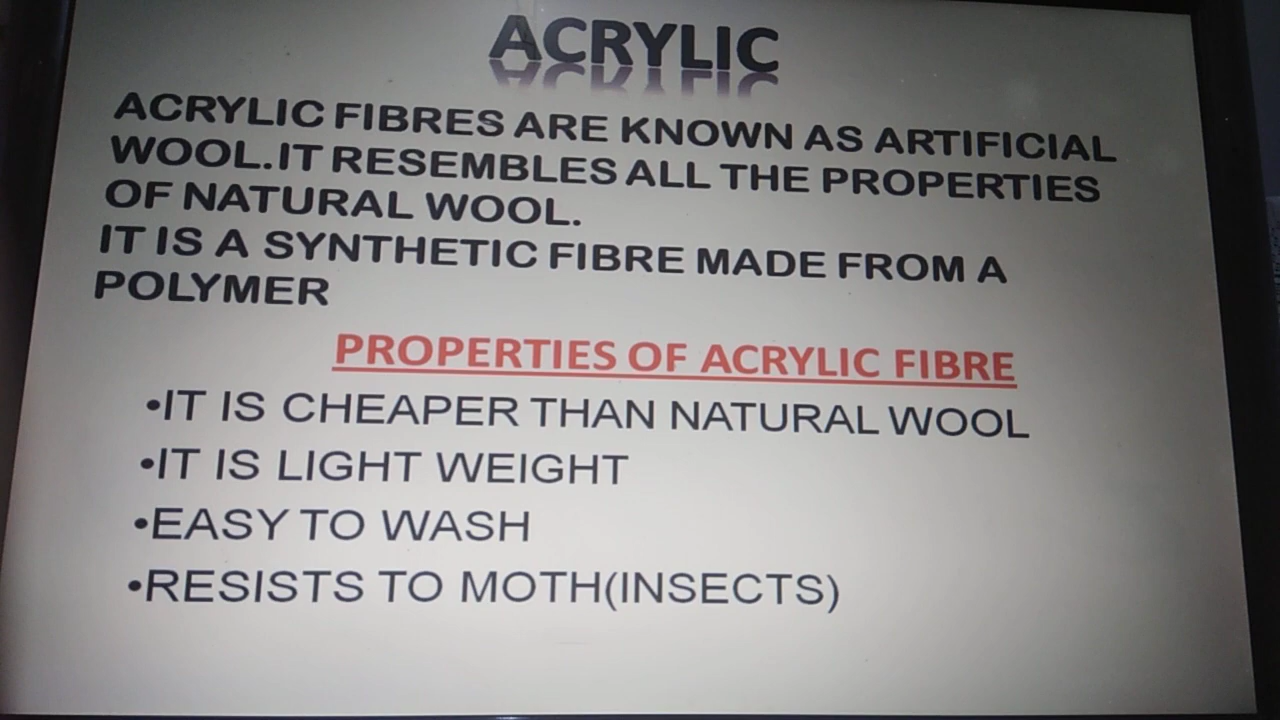 ACRYLIC
ACRYLIC FIBRES ARE KNOWN AS ARTIFICIAL
WOOL.IT RESEMBLES ALL THE PROPERTIES
OF NATURAL WOOL.
IT IS A SYNTHETIC FIBRE MADE FROM A
POLYMER
PROPERTIES OF ACRYLIC FIBRE
•IT IS CHEAPER THAN NATURAL WOOL
•IT IS LIGHT WEIGHT
•EASY TO WASH
•RESISTS TO MOTH(INSECTS)